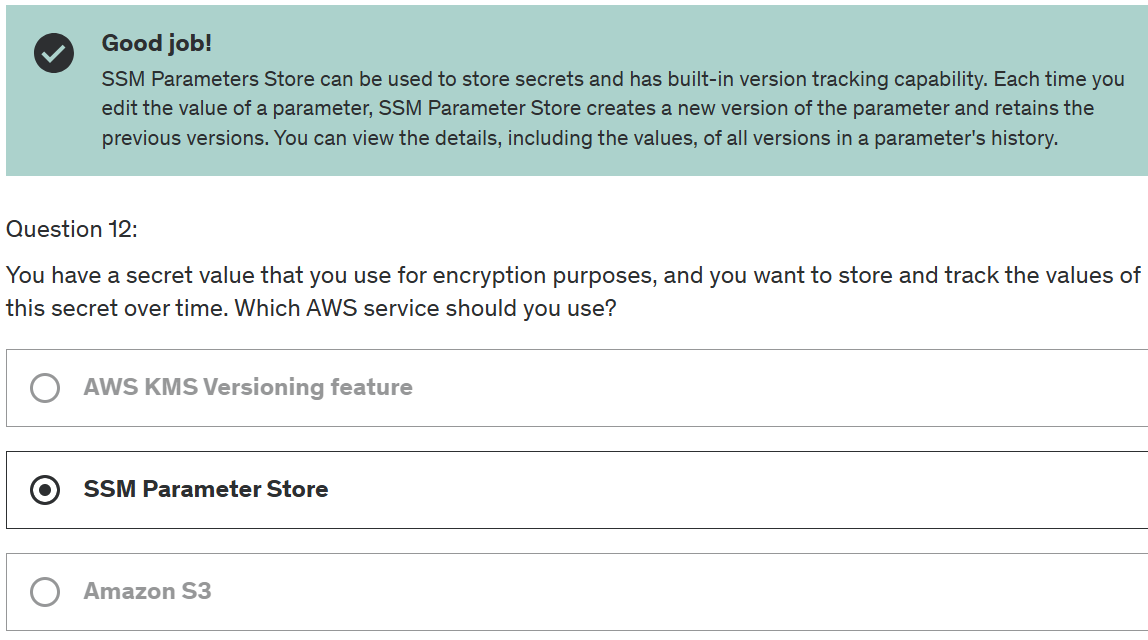 Good job!
SSM Parameters Store can be used to store secrets and has built-in version tracking capability. Each time you
edit the value of a parameter, SSM Parameter Store creates a new version of the parameter and retains the
previous versions. You can view the details, including the values, of all versions in a parameter's history.
Question 12:
You have a secret value that you use for encryption purposes, and you want to store and track the values of
this secret over time. Which AWS service should you use?
AWS KMS Versioning feature
SSM Parameter Store
Amazon S3